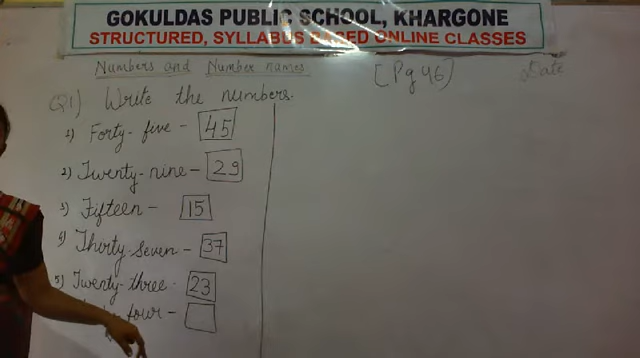 GOKULDAS PUBLIC SCHOOL, KHARGONE
STRUCTURED, SYLLABUS BASED ONLINE CLASSES
Numbers and Number names
[Pg 46)
Date
Q1) Write the numbers.
1) Forty-five - 45
2) Twenty-nine - 29
3) Fifteen - 15
4) Thirty-seven - 37
5) Twenty-three - 23
four -